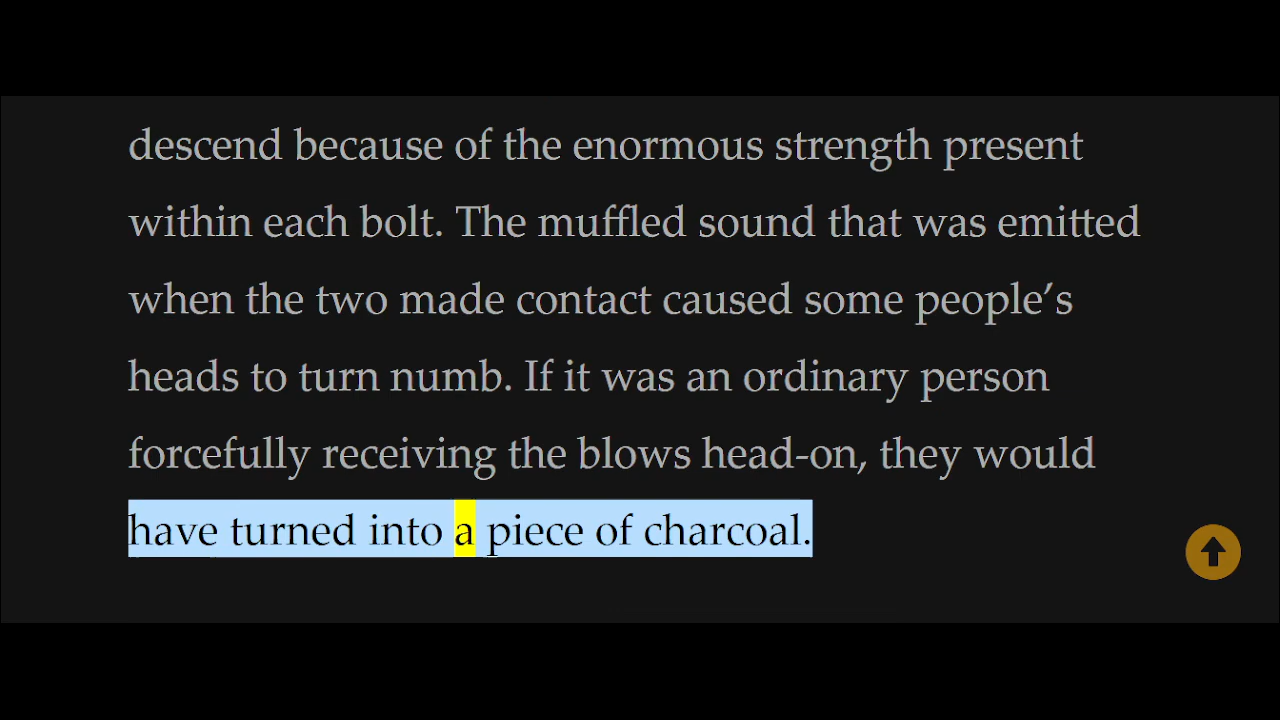 descend because of the enormous strength present
within each bolt. The muffled sound that was emitted
when the two made contact caused some people’s
heads to turn numb. If it was an ordinary person
forcefully receiving the blows head-on, they would
have turned into a piece of charcoal.